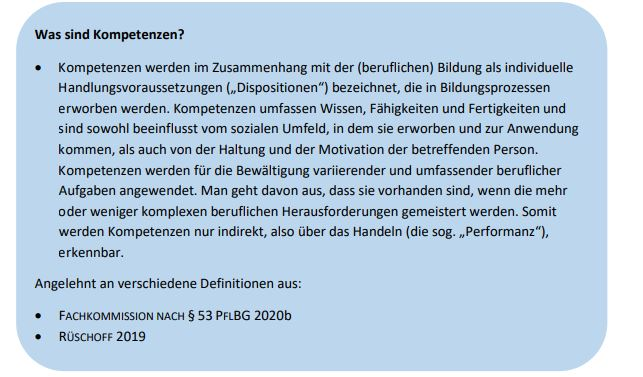 Was sind Kompetenzen?
• Kompetenzen werden im Zusammenhang mit der (beruflichen) Bildung als individuelle
Handlungsvoraussetzungen („Dispositionen“) bezeichnet, die in Bildungsprozessen
erworben werden. Kompetenzen umfassen Wissen, Fähigkeiten und Fertigkeiten und
sind sowohl beeinflusst vom sozialen Umfeld, in dem sie erworben und zur Anwendung
kommen, als auch von der Haltung und der Motivation der betreffenden Person.
Kompetenzen werden für die Bewältigung variierender und umfassender beruflicher
Aufgaben angewendet. Man geht davon aus, dass sie vorhanden sind, wenn die mehr
oder weniger komplexen beruflichen Herausforderungen gemeistert werden. Somit
werden Kompetenzen nur indirekt, also über das Handeln (die sog. „Performanz“),
erkennbar.
Angelehnt an verschiedene Definitionen aus:
• FACHKOMMISSION NACH § 53 PFLBG 2020b
• RÜSCHOFF 2019